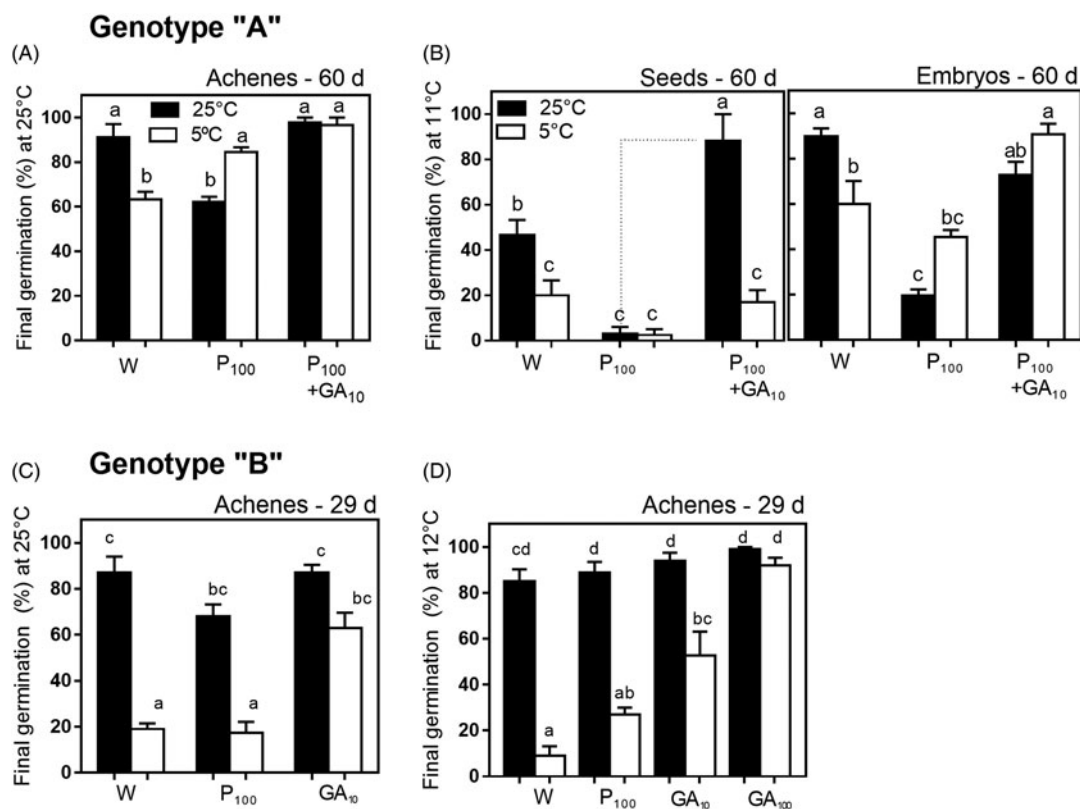 Genotype "A"
(A)
Achenes - 60 d
Final germination (%) at 25°C
100
80
60
40
20
0
a
b
b
a
a
a
25°C
5ºC
W
P₁₀₀
P₁₀₀
+GA₁₀
(B)
Seeds - 60 d
Final germination (%) at 11°C
100
80
60
40
20
0
25°C
5°C
b
c
c
c
a
c
W
P₁₀₀
P₁₀₀
+GA₁₀
Embryos - 60 d
a
b
c
bc
ab
a
W
P₁₀₀
P₁₀₀
+GA₁₀
Genotype "B"
(C)
Achenes - 29 d
Final germination (%) at 25°C
100
80
60
40
20
0
c
a
bc
a
c
bc
W
P₁₀₀
GA₁₀
(D)
Achenes - 29 d
Final germination (%) at 12°C
100
80
60
40
20
0
cd
a
d
ab
d
bc
d
d
W
P₁₀₀
GA₁₀
GA₁₀₀